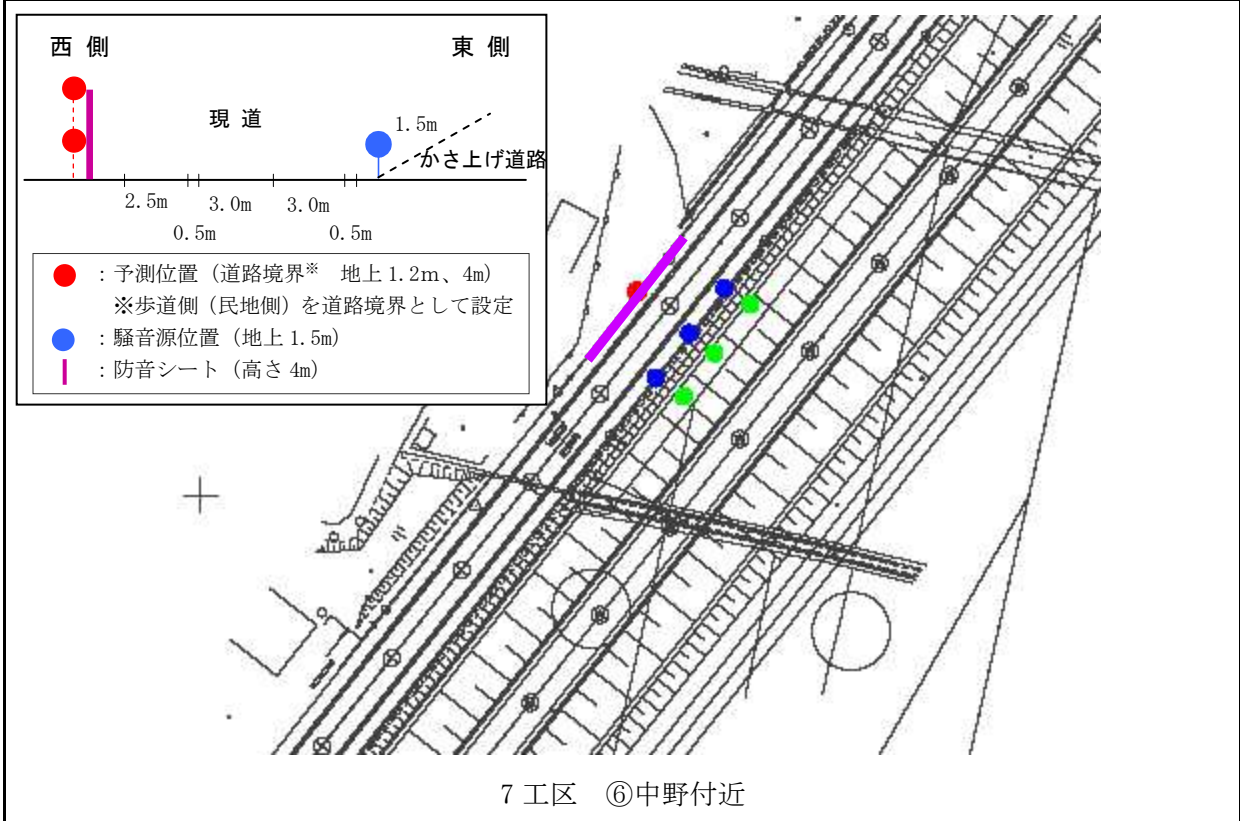 西 側
東 側
現 道
1.5m
かさ上げ道路
2.5m
3.0m
3.0m
0.5m
0.5m
：予測位置（道路境界※ 地上 1.2m、4m）
※歩道側（民地側）を道路境界として設定
：騒音源位置（地上 1.5m）
：防音シート（高さ 4m）
7 工区 ⑥中野付近